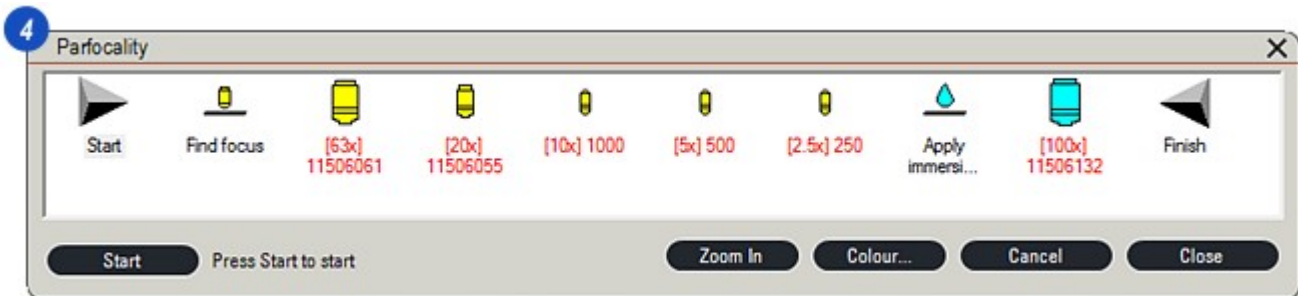 4
Parfocality
Start
Find focus
[63x]
11506061
[20x]
11506055
[10x] 1000
[5x] 500
[2.5x] 250
Apply
immersi...
[100x]
11506132
Finish
Start
Press Start to start
Zoom In
Colour...
Cancel
Close